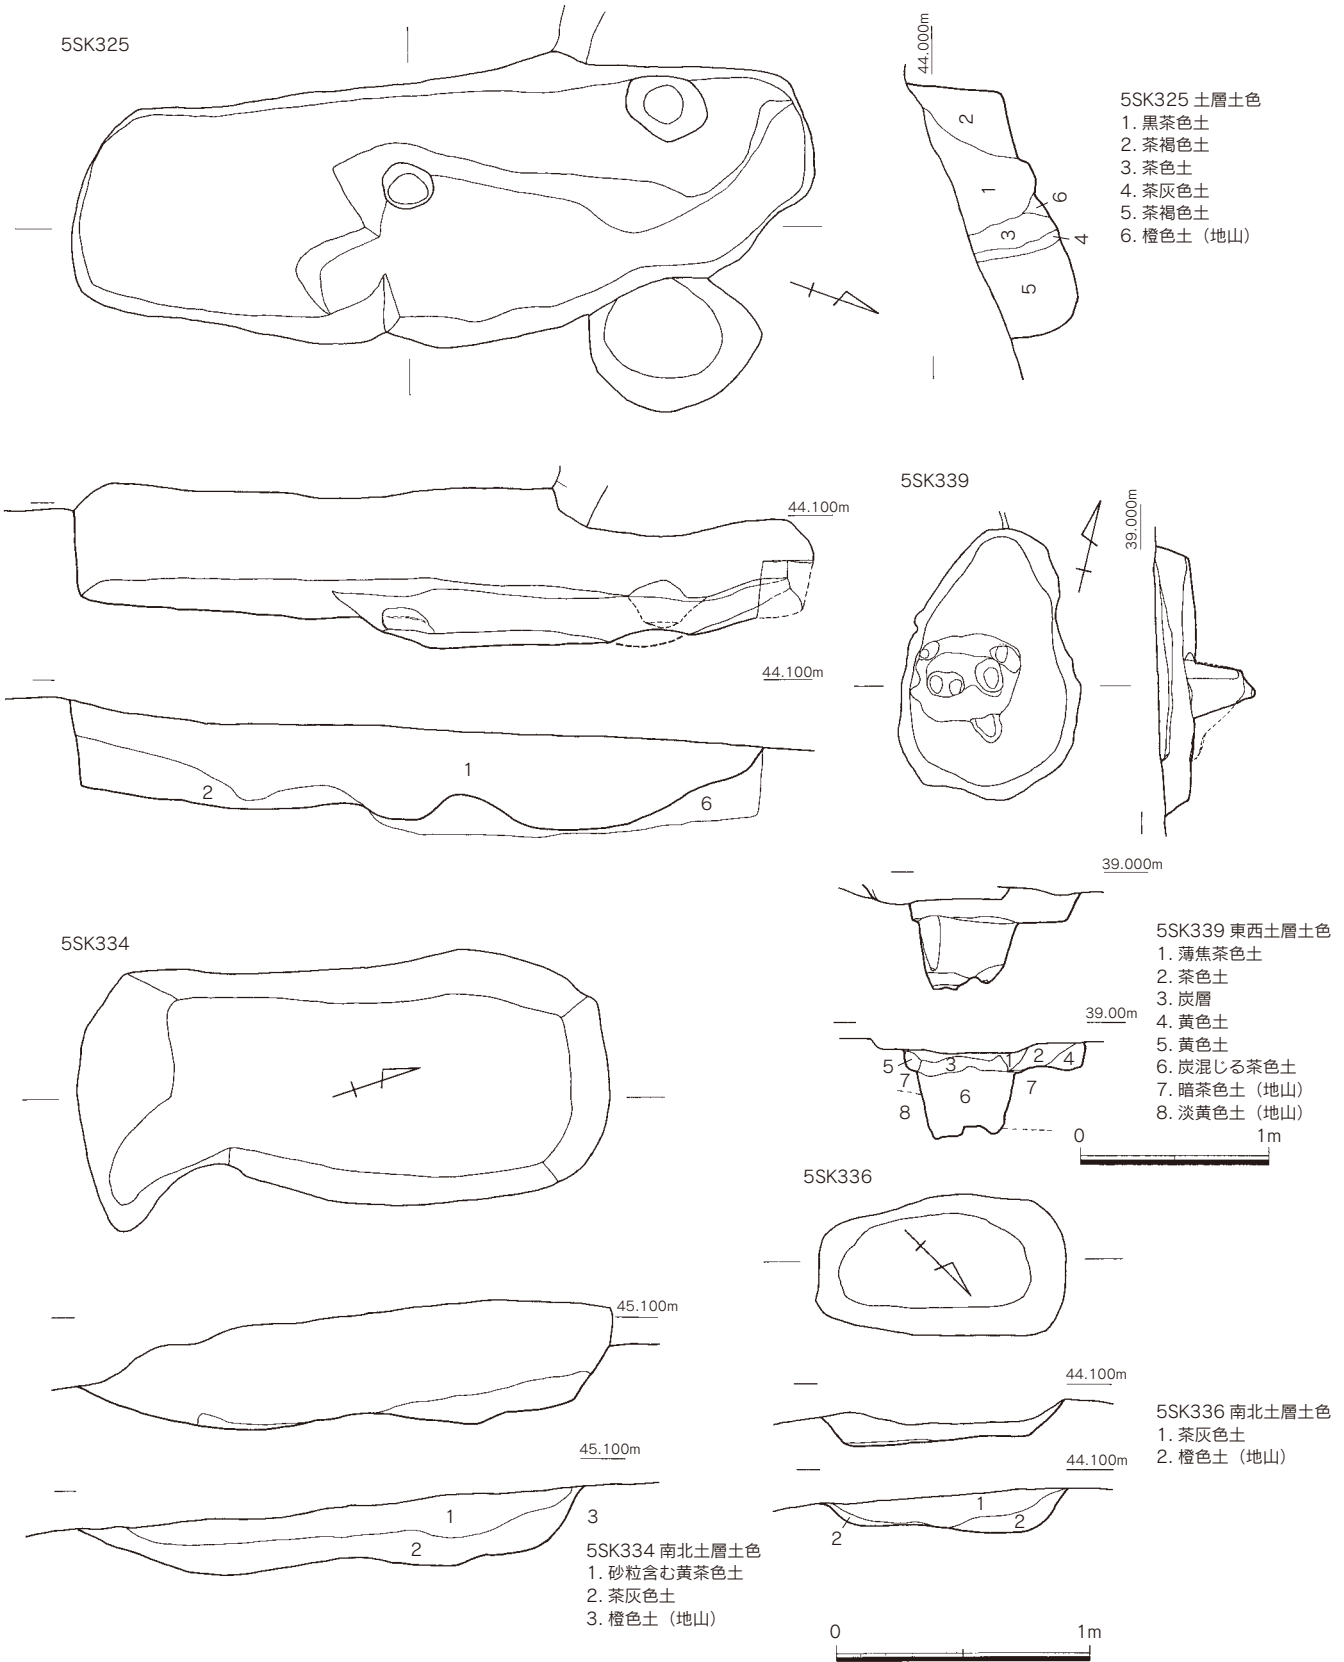 5SK325
44.000m
2
1
6
3
4
5
5SK325 土層土色
1. 黒茶色土
2. 茶褐色土
3. 茶色土
4. 茶灰色土
5. 茶褐色土
6. 橙色土（地山）
44.100m
44.100m
1
2
6
5SK339
39.000m
39.000m
39.00m
5
3
1
2
4
7
6
7
8
5SK339 東西土層土色
1. 薄焦茶色土
2. 茶色土
3. 炭層
4. 黄色土
5. 黄色土
6. 炭混じる茶色土
7. 暗茶色土（地山）
8. 淡黄色土（地山）
0 1m
5SK334
45.100m
45.100m
1
2
3
5SK334 南北土層土色
1. 砂粒含む黄茶色土
2. 茶灰色土
3. 橙色土（地山）
5SK336
44.100m
44.100m
1
2
2
5SK336 南北土層土色
1. 茶灰色土
2. 橙色土（地山）
0 1m